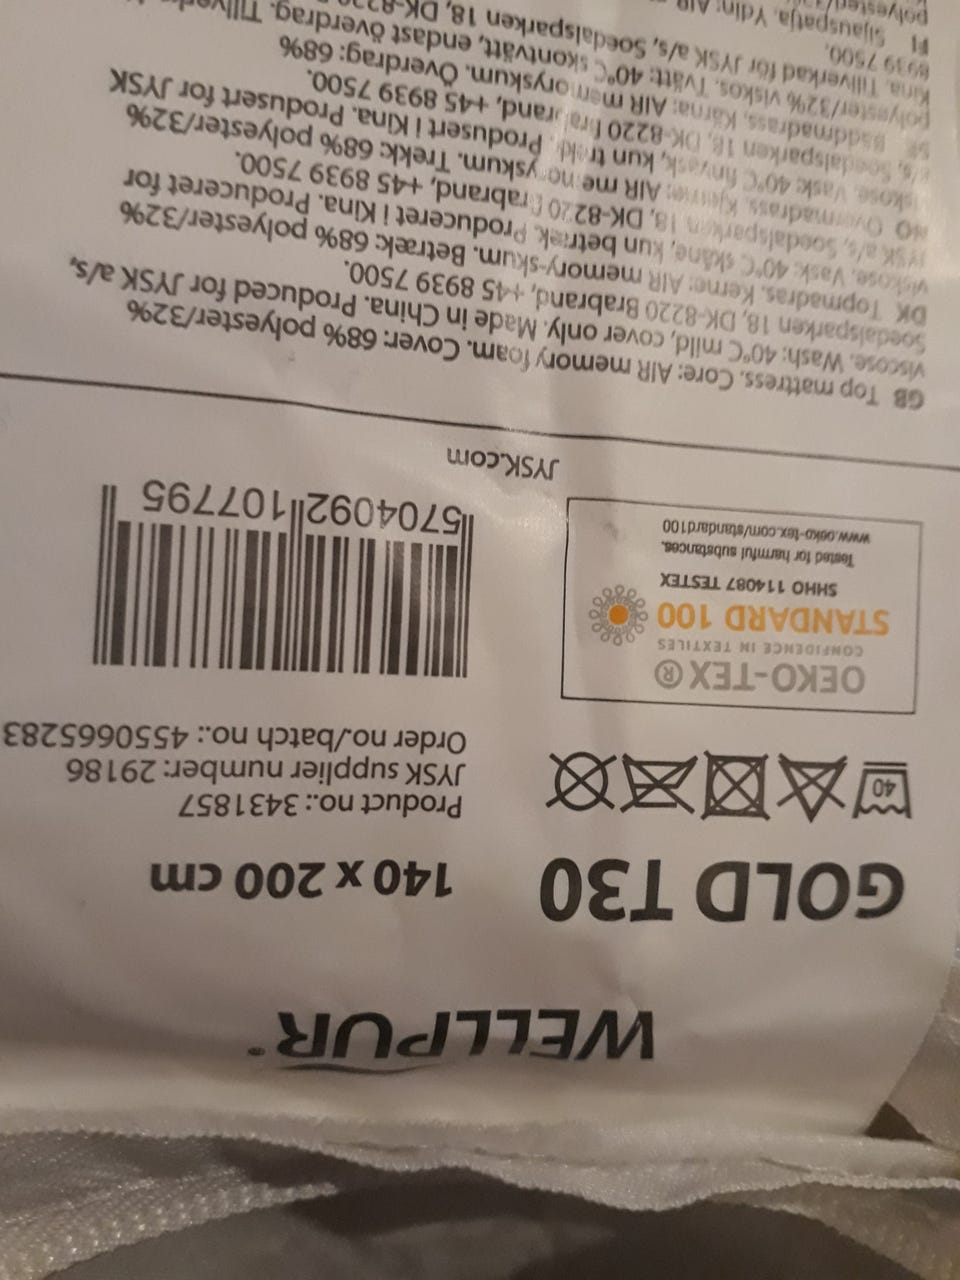 WELLPUR®
GOLD T30
140 x 200 cm
40
Product no.: 3431857
JYSK supplier number: 29186
Order no./batch no.: 4550665283
OEKO-TEX®
CONFIDENCE IN TEXTILES
STANDARD 100
SHHO 114087 TESTEX
Tested for harmful substances.
www.oeko-tex.com/standard100
5704092107795
JYSK.com
GB Top mattress. Core: AIR memory foam. Cover: 68% polyester/32%
viscose. Wash: 40°C mild, cover only. Made in China. Produced for JYSK a/s,
Soedalsparken 18, DK-8220 Brabrand, +45 8939 7500.
DK Topmadras. Kerne: AIR memory-skum. Betræk: 68% polyester/32%
viskose. Vask: 40°C skåne, kun betræk. Produceret i Kina. Produceret for
JYSK a/s, Soedalsparken 18, DK-8220 Brabrand, +45 8939 7500.
NO Overmadrass. Kjerne: AIR memoryskum. Trekk: 68% polyester/32%
viskose. Vask: 40°C finvask, kun trekk. Produsert i Kina. Produsert for JYSK
a/s, Soedalsparken 18, DK-8220 Brabrand, +45 8939 7500.
SE Bäddmadrass. Kärna: AIR memoryskum. Överdrag: 68%
polyester/32% viskos. Tvätt: 40°C skontvätt, endast överdrag. Tillverkad i
Kina. Tillverkad för JYSK a/s, Soedalsparken 18, DK-8220
8939 7500.
FI Sijauspatja. Ydin: AIR
polyesteri/32%